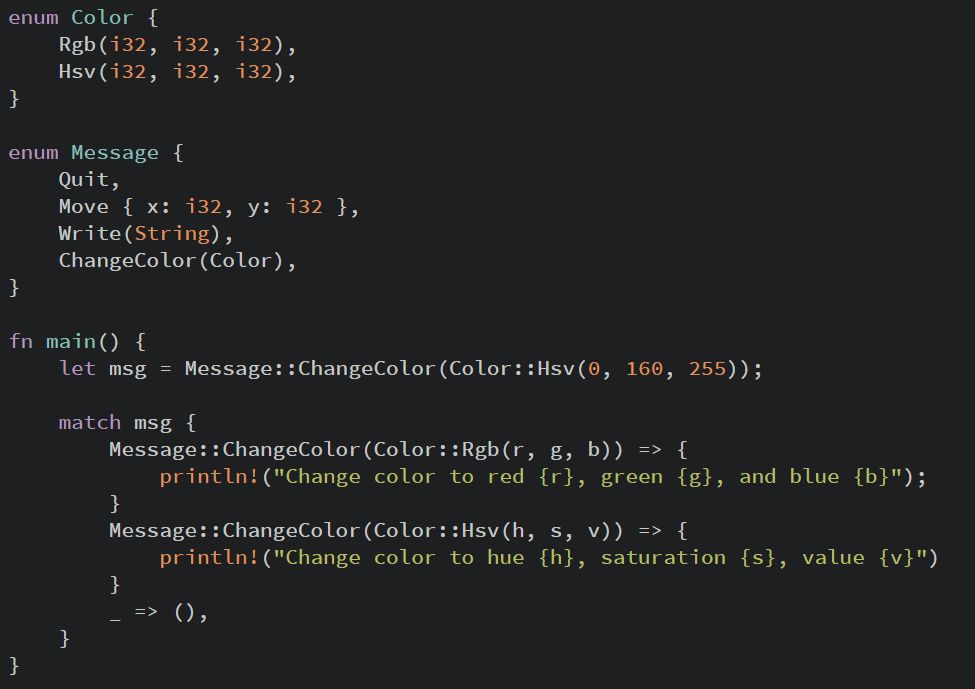 enum Color {
    Rgb(i32, i32, i32),
    Hsv(i32, i32, i32),
}

enum Message {
    Quit,
    Move { x: i32, y: i32 },
    Write(String),
    ChangeColor(Color),
}

fn main() {
    let msg = Message::ChangeColor(Color::Hsv(0, 160, 255));

    match msg {
        Message::ChangeColor(Color::Rgb(r, g, b)) => {
            println!("Change color to red {r}, green {g}, and blue {b}");
        }
        Message::ChangeColor(Color::Hsv(h, s, v)) => {
            println!("Change color to hue {h}, saturation {s}, value {v}")
        }
        _ => (),
    }
}